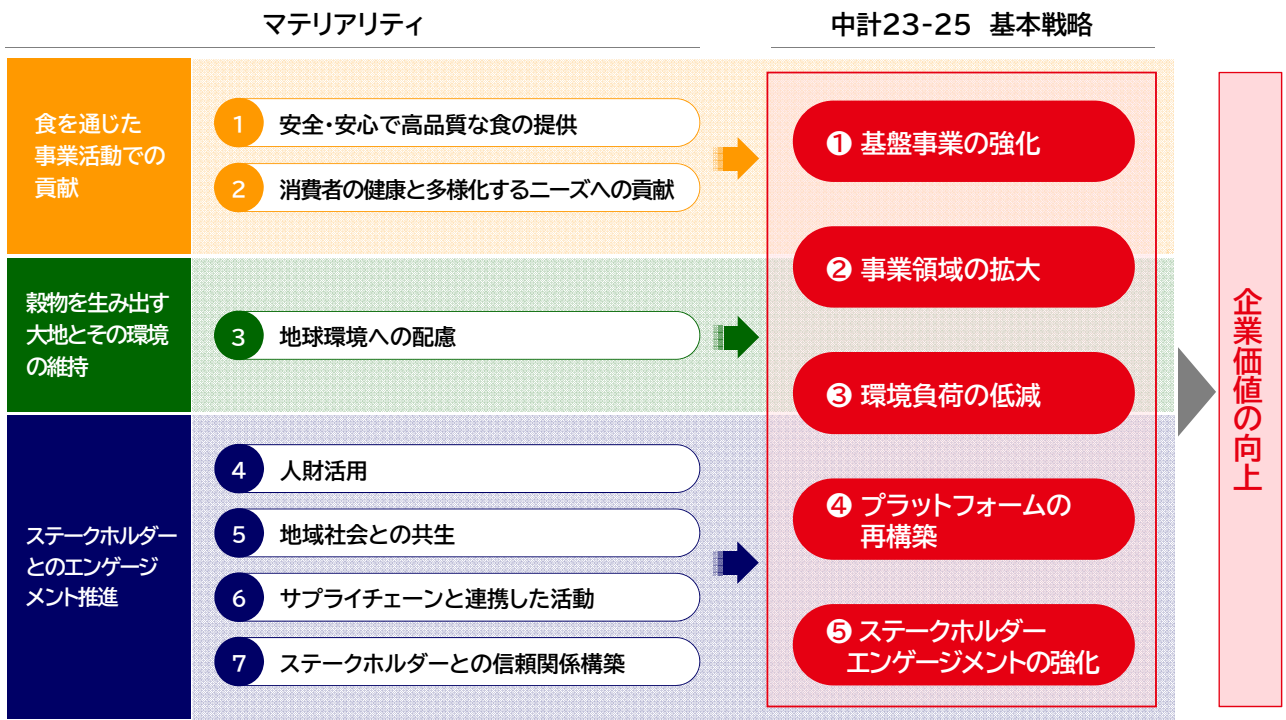 マテリアリティ
中計23-25 基本戦略
食を通じた
事業活動での
貢献
1 安全・安心で高品質な食の提供
2 消費者の健康と多様化するニーズへの貢献
穀物を生み出す
大地とその環境
の維持
3 地球環境への配慮
ステークホルダー
とのエンゲージ
メント推進
4 人財活用
5 地域社会との共生
6 サプライチェーンと連携した活動
7 ステークホルダーとの信頼関係構築
❶ 基盤事業の強化
❷ 事業領域の拡大
❸ 環境負荷の低減
❹ プラットフォームの
再構築
❺ ステークホルダー
エンゲージメントの強化
企業価値の向上